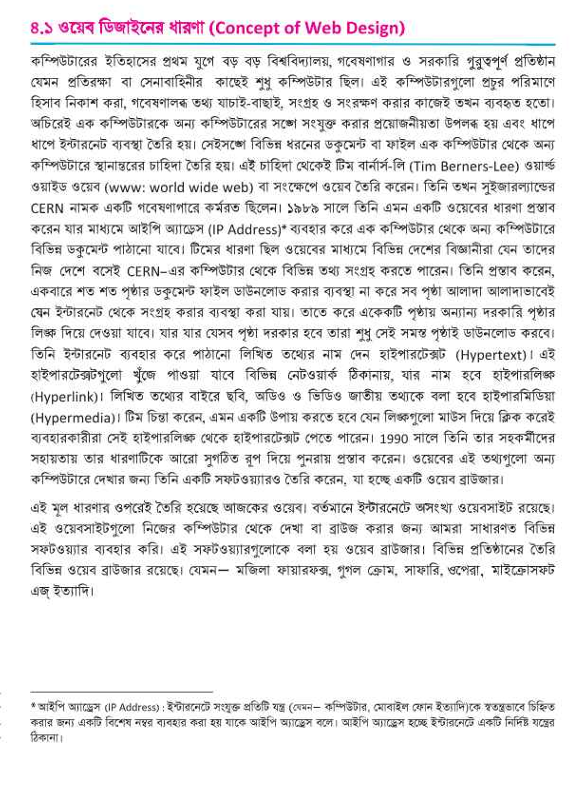 ৪.১ ওয়েব ডিজাইনের ধারণা (Concept of Web Design)
কম্পিউটারের ইতিহাসের প্রথম যুগে বড় বড় বিশ্ববিদ্যালয়, গবেষণাগার ও সরকারি গুরুত্বপূর্ণ প্রতিষ্ঠান
যেমন প্রতিরক্ষা বা সেনাবাহিনীর কাছেই শুধু কম্পিউটার ছিল। এই কম্পিউটারগুলো প্রচুর পরিমাণে
হিসাব নিকাশ করা, গবেষণালব্ধ তথ্য যাচাই-বাছাই, সংগ্রহ ও সংরক্ষণ করার কাজেই তখন ব্যবহৃত হতো।
অচিরেই এক কম্পিউটারকে অন্য কম্পিউটারের সঙ্গে সংযুক্ত করার প্রয়োজনীয়তা উপলব্ধ হয় এবং ধাপে
ধাপে ইন্টারনেট ব্যবস্থা তৈরি হয়। সেইসঙ্গে বিভিন্ন ধরনের ডকুমেন্ট বা ফাইল এক কম্পিউটার থেকে অন্য
কম্পিউটারে স্থানান্তরের চাহিদা তৈরি হয়। এই চাহিদা থেকেই টিম বার্নার্স-লি (Tim Berners-Lee) ওয়ার্ল্ড
ওয়াইড ওয়েব (www: world wide web) বা সংক্ষেপে ওয়েব তৈরি করেন। তিনি তখন সুইজারল্যান্ডের
CERN নামক একটি গবেষণাগারে কর্মরত ছিলেন। ১৯৮৯ সালে তিনি এমন একটি ওয়েবের ধারণা প্রস্তাব
করেন যার মাধ্যমে আইপি অ্যাড্রেস (IP Address)* ব্যবহার করে এক কম্পিউটার থেকে অন্য কম্পিউটারে
বিভিন্ন ডকুমেন্ট পাঠানো যাবে। টিমের ধারণা ছিল ওয়েবের মাধ্যমে বিভিন্ন দেশের বিজ্ঞানীরা যেন তাদের
নিজ দেশে বসেই CERN–এর কম্পিউটার থেকে বিভিন্ন তথ্য সংগ্রহ করতে পারেন। তিনি প্রস্তাব করেন,
একবারে শত শত পৃষ্ঠার ডকুমেন্ট ফাইল ডাউনলোড করার ব্যবস্থা না করে সব পৃষ্ঠা আলাদা আলাদাভাবেই
যেন ইন্টারনেট থেকে সংগ্রহ করার ব্যবস্থা করা যায়। তাতে করে একেকটি পৃষ্ঠায় অন্যান্য দরকারি পৃষ্ঠার
লিঙ্ক দিয়ে দেওয়া যাবে। যার যার যেসব পৃষ্ঠা দরকার হবে তারা শুধু সেই সমস্ত পৃষ্ঠাই ডাউনলোড করবে।
তিনি ইন্টারনেট ব্যবহার করে পাঠানো লিখিত তথ্যের নাম দেন হাইপারটেক্সট (Hypertext)। এই
হাইপারটেক্সটগুলো খুঁজে পাওয়া যাবে বিভিন্ন নেটওয়ার্ক ঠিকানায়, যার নাম হবে হাইপারলিঙ্ক
(Hyperlink)। লিখিত তথ্যের বাইরে ছবি, অডিও ও ভিডিও জাতীয় তথ্যকে বলা হবে হাইপারমিডিয়া
(Hypermedia)। টিম চিন্তা করেন, এমন একটি উপায় করতে হবে যেন লিঙ্কগুলো মাউস দিয়ে ক্লিক করেই
ব্যবহারকারীরা সেই হাইপারলিঙ্ক থেকে হাইপারটেক্সট পেতে পারেন। 1990 সালে তিনি তার সহকর্মীদের
সহায়তায় তার ধারণাটিকে আরো সুগঠিত রূপ দিয়ে পুনরায় প্রস্তাব করেন। ওয়েবের এই তথ্যগুলো অন্য
কম্পিউটারে দেখার জন্য তিনি একটি সফটওয়্যারও তৈরি করেন, যা হচ্ছে একটি ওয়েব ব্রাউজার।
এই মূল ধারণার ওপরেই তৈরি হয়েছে আজকের ওয়েব। বর্তমানে ইন্টারনেটে অসংখ্য ওয়েবসাইট রয়েছে।
এই ওয়েবসাইটগুলো নিজের কম্পিউটার থেকে দেখা বা ব্রাউজ করার জন্য আমরা সাধারণত বিভিন্ন
সফটওয়্যার ব্যবহার করি। এই সফটওয়্যারগুলোকে বলা হয় ওয়েব ব্রাউজার। বিভিন্ন প্রতিষ্ঠানের তৈরি
বিভিন্ন ওয়েব ব্রাউজার রয়েছে। যেমন— মজিলা ফায়ারফক্স, গুগল ক্রোম, সাফারি, ওপেরা, মাইক্রোসফট
এজ্ ইত্যাদি।
* আইপি অ্যাড্রেস (IP Address) : ইন্টারনেটে সংযুক্ত প্রতিটি যন্ত্র (যেমন— কম্পিউটার, মোবাইল ফোন ইত্যাদি)কে স্বতন্ত্রভাবে চিহ্নিত
করার জন্য একটি বিশেষ নম্বর ব্যবহার করা হয় যাকে আইপি অ্যাড্রেস বলে। আইপি অ্যাড্রেস হচ্ছে ইন্টারনেটে একটি নির্দিষ্ট যন্ত্রের
ঠিকানা।